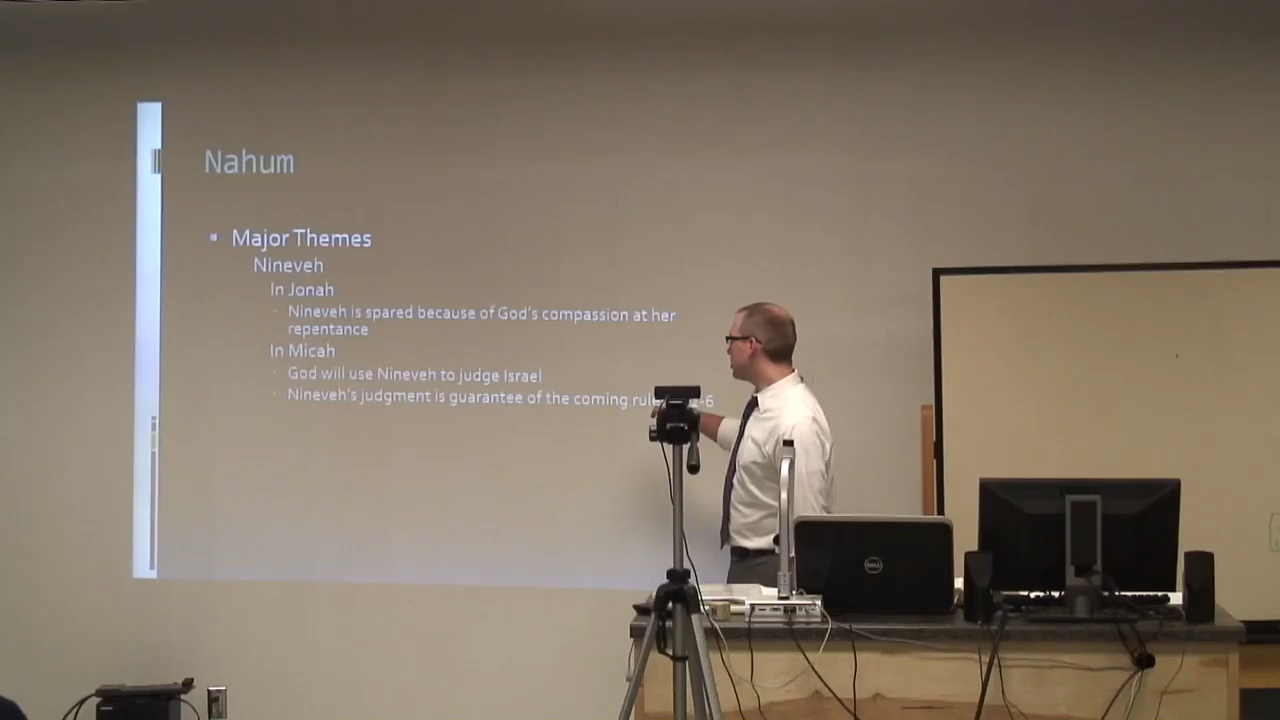 Nahum
Major Themes
Nineveh
In Jonah
Nineveh is spared because of God's compassion at her
repentance
In Micah
God will use Nineveh to judge Israel
Nineveh's judgment is guarantee of the coming -6
DELL